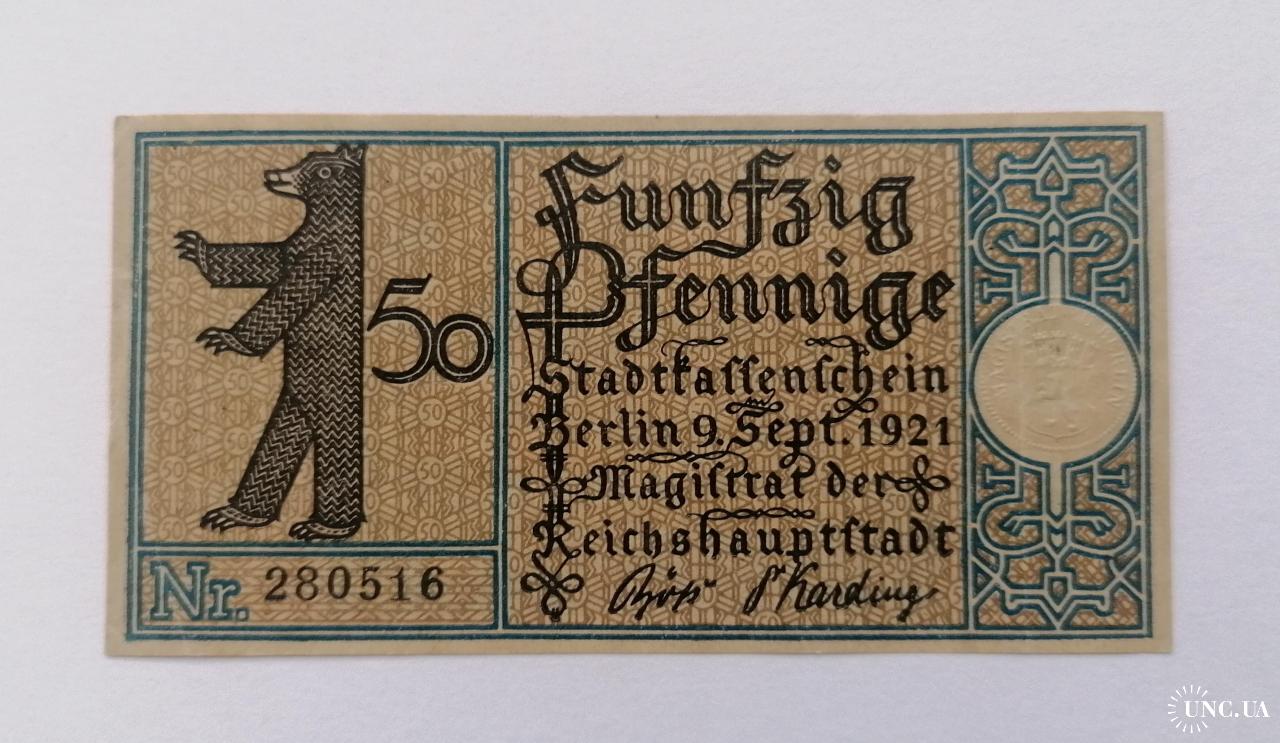 50
Funfzig
Pfennige
Stadtkassenschein
Berlin 9. Sept. 1921
Magistrat der
Reichshauptstadt
Nr. 280516
UNC.UA